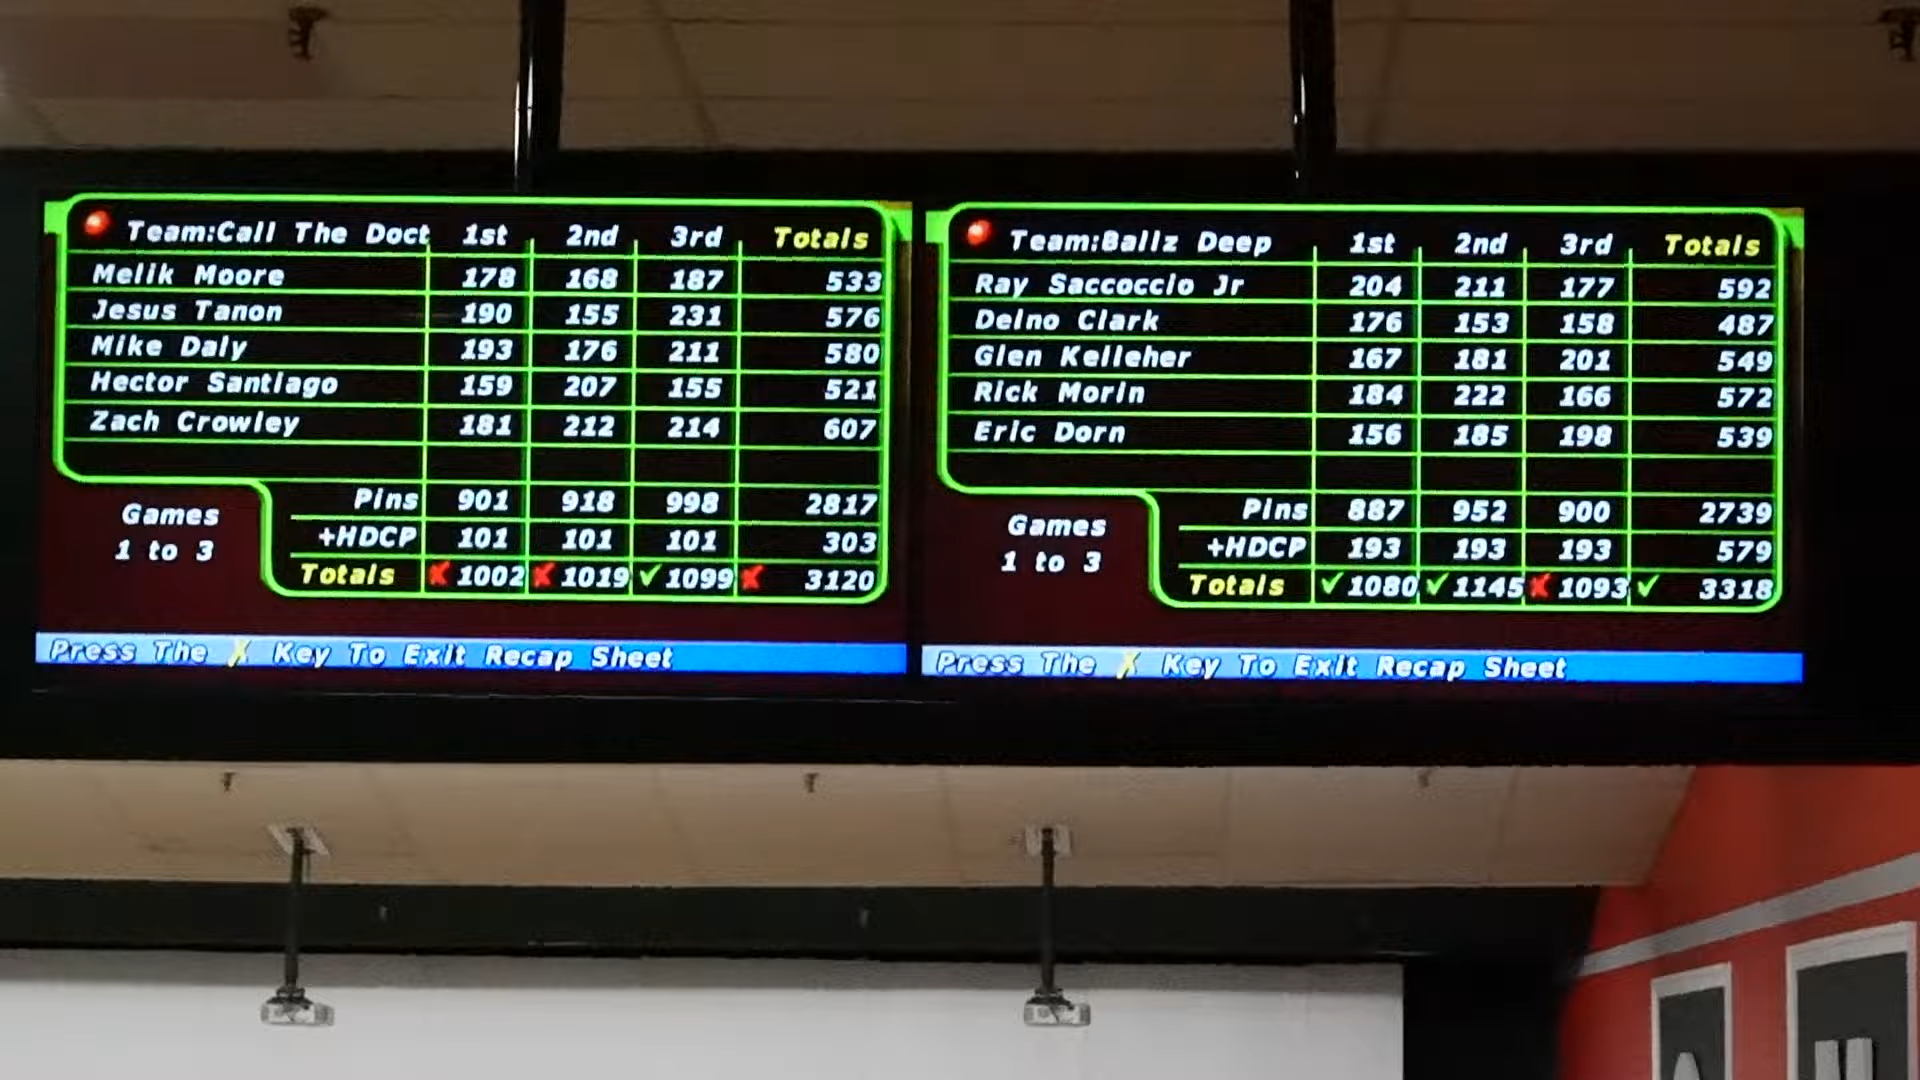 Team:Call The Doct 1st 2nd 3rd Totals
Melik Moore 178 168 187 533
Jesus Tanon 190 155 231 576
Mike Daly 193 176 211 580
Hector Santiago 159 207 155 521
Zach Crowley 181 212 214 607
Pins 901 918 998 2817
+HDCP 101 101 101 303
Totals ✘ 1002 ✘ 1019 ✓ 1099 ✘ 3120
Games
1 to 3
Press The X Key To Exit Recap Sheet
Team:Ballz Deep 1st 2nd 3rd Totals
Ray Saccoccio Jr 204 211 177 592
Delno Clark 176 153 158 487
Glen Kelleher 167 181 201 549
Rick Morin 184 222 166 572
Eric Dorn 156 185 198 539
Pins 887 952 900 2739
+HDCP 193 193 193 579
Totals ✓ 1080 ✓ 1145 ✘ 1093 ✓ 3318
Games
1 to 3
Press The X Key To Exit Recap Sheet